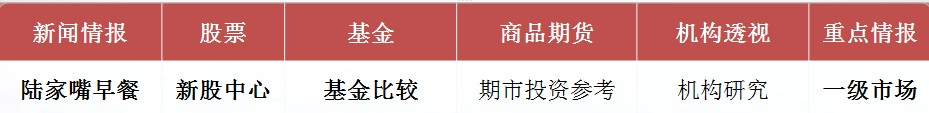 新闻情报 股票 基金 商品期货 机构透视 重点情报
陆家嘴早餐 新股中心 基金比较 期市投资参考 机构研究 一级市场